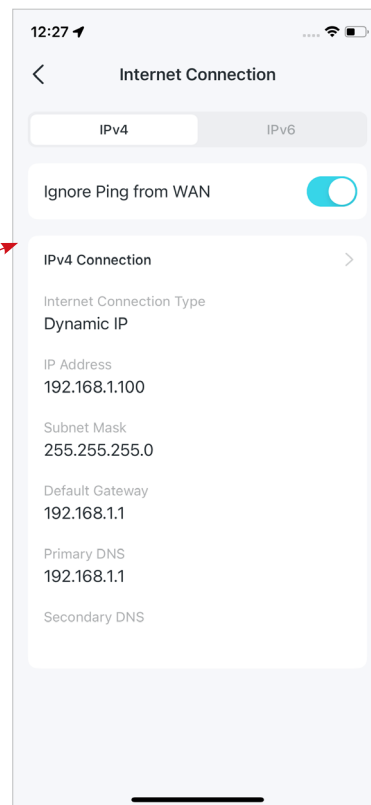 12:27
Internet Connection
IPv4 IPv6
Ignore Ping from WAN
IPv4 Connection
Internet Connection Type
Dynamic IP
IP Address
192.168.1.100
Subnet Mask
255.255.255.0
Default Gateway
192.168.1.1
Primary DNS
192.168.1.1
Secondary DNS